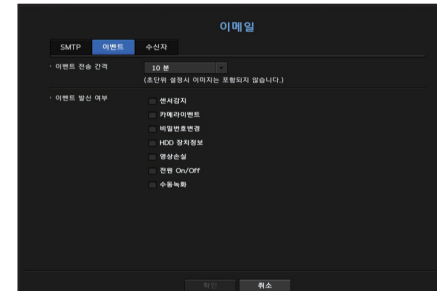 이메일
SMTP 이벤트 수신자
· 이벤트 전송 간격 10 분
(초단위 설정시 이미지는 포함되지 않습니다.)
· 이벤트 발신 여부 센서감지
카메라이벤트
비밀번호변경
HDD 장치정보
영상손실
전원 On/Off
수동녹화
확인 취소